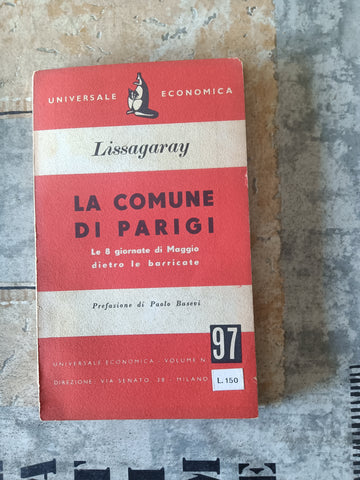 UNIVERSALE ECONOMICA
Lissagaray
LA COMUNE
DI PARIGI
Le 8 giornate di Maggio
dietro le barricate
Prefazione di Paolo Basevi
UNIVERSALE ECONOMICA - VOLUME N. 97
DIREZIONE: VIA SENATO, 38 - MILANO L. 150